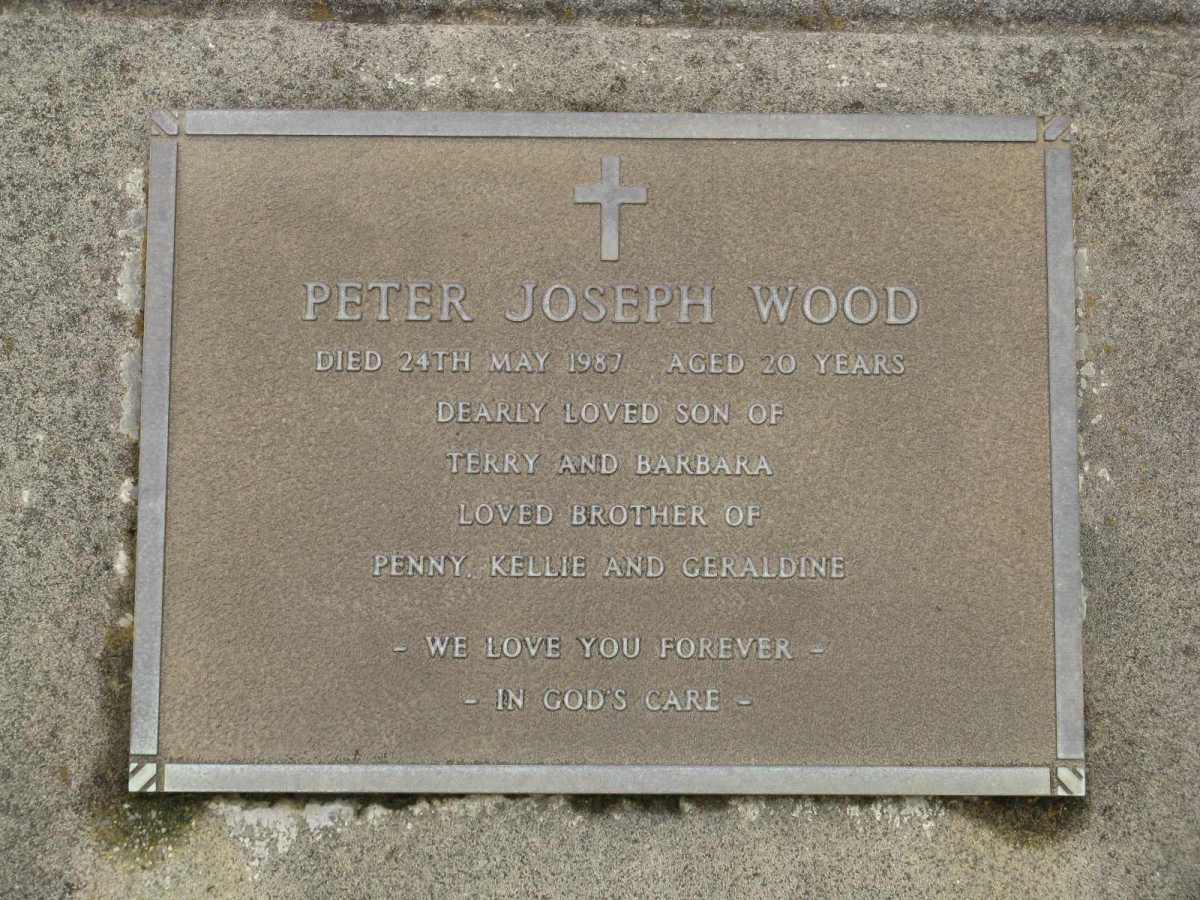 PETER JOSEPH WOOD
DIED 24TH MAY 1987 AGED 20 YEARS
DEARLY LOVED SON OF
TERRY AND BARBARA
LOVED BROTHER OF
PENNY, KELLIE AND GERALDINE
- WE LOVE YOU FOREVER -
- IN GOD'S CARE -